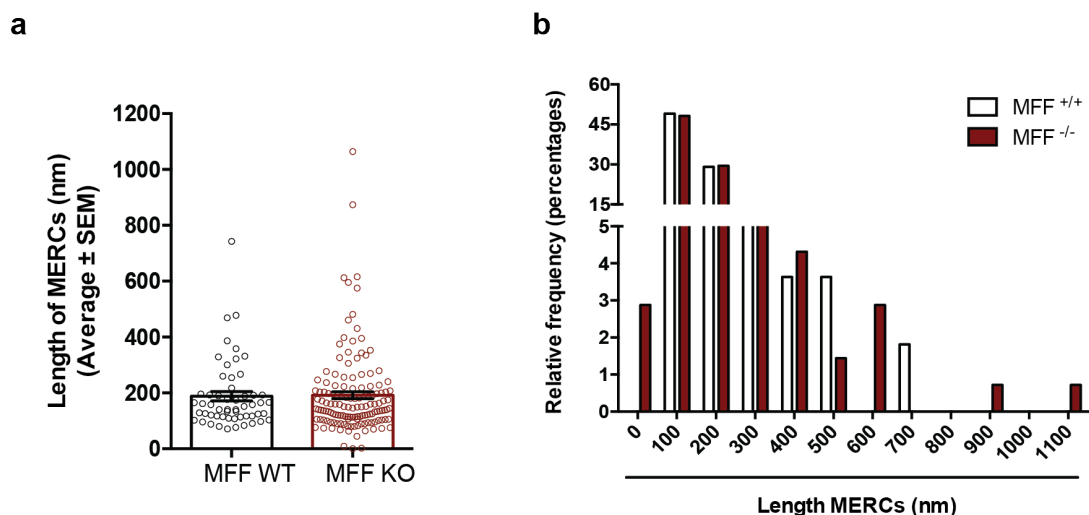 a
Length of MERCs (nm)
(Average ± SEM)
1200
1000
800
600
400
200
0
MFF WT
MFF KO
b
Relative frequency (percentages)
60
45
30
15
5
4
3
2
1
0
MFF +/+
MFF -/-
0
100
200
300
400
500
600
700
800
900
1000
1100
Length MERCs (nm)